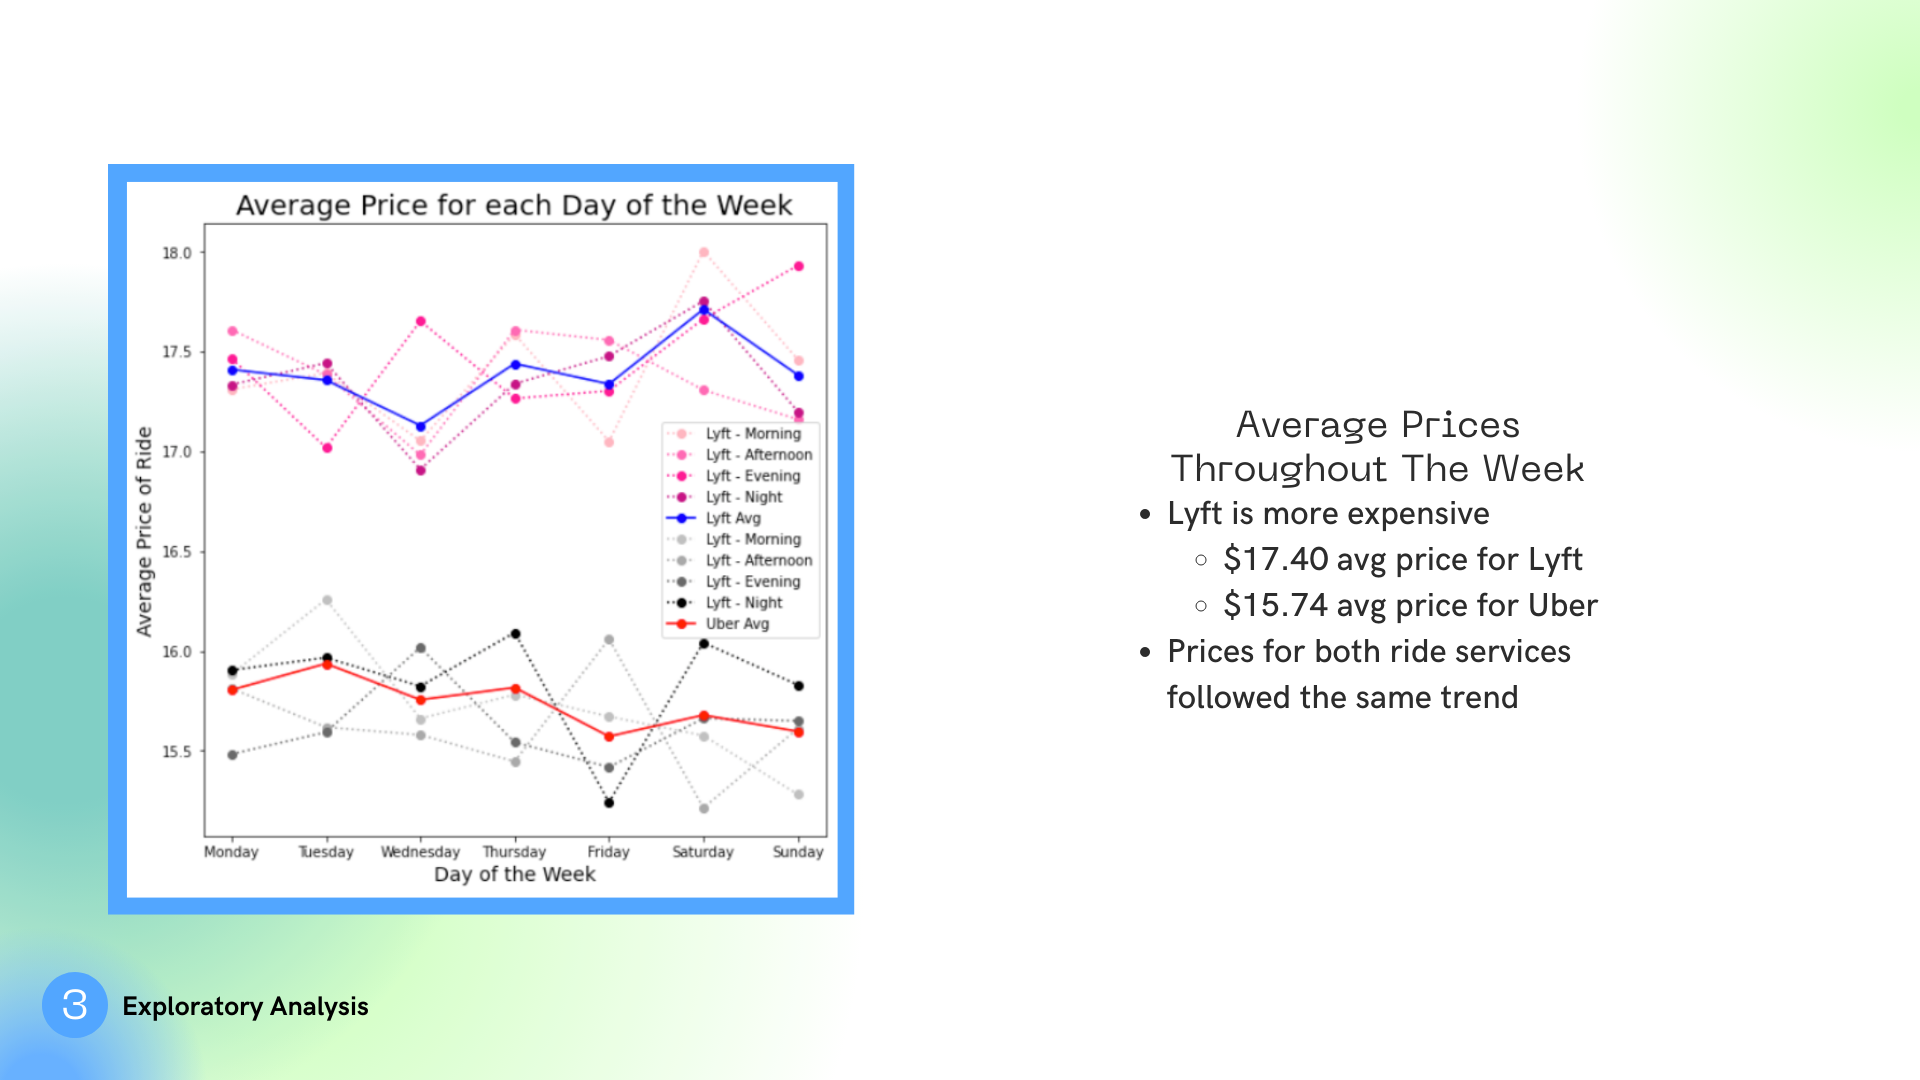 Average Price for each Day of the Week
18.0
17.5
17.0
16.5
16.0
15.5
Average Price of Ride
Lyft - Morning
Lyft - Afternoon
Lyft - Evening
Lyft - Night
Lyft Avg
Lyft - Morning
Lyft - Afternoon
Lyft - Evening
Lyft - Night
Uber Avg
Monday Tuesday Wednesday Thursday Friday Saturday Sunday
Day of the Week
Average Prices
Throughout The Week
• Lyft is more expensive
○ $17.40 avg price for Lyft
○ $15.74 avg price for Uber
• Prices for both ride services
followed the same trend
3 Exploratory Analysis